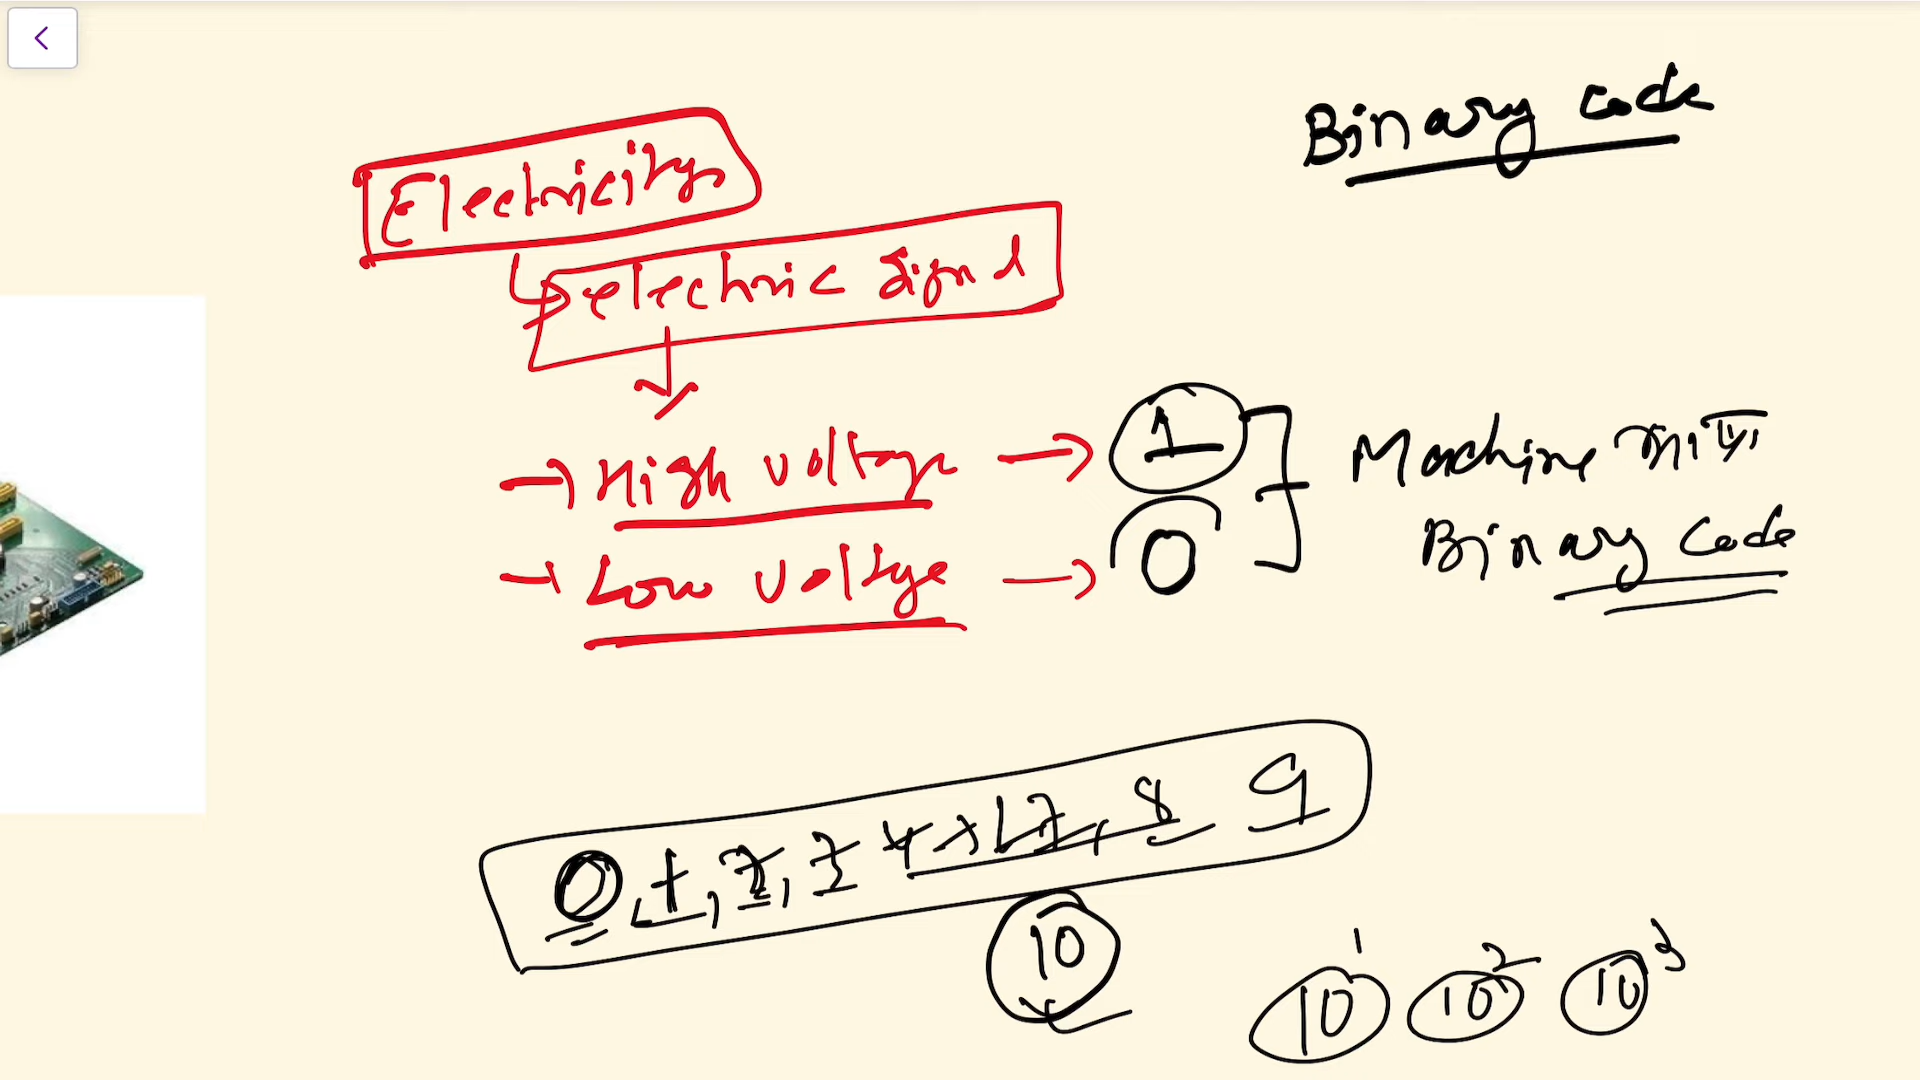 Binary code
Electricity
electric signal
High voltage → 1
Low voltage → 0
Machine
Binary Code
0, 1, 2, 3 4 5 6 7, 8 9
10
10¹ 10² 10³